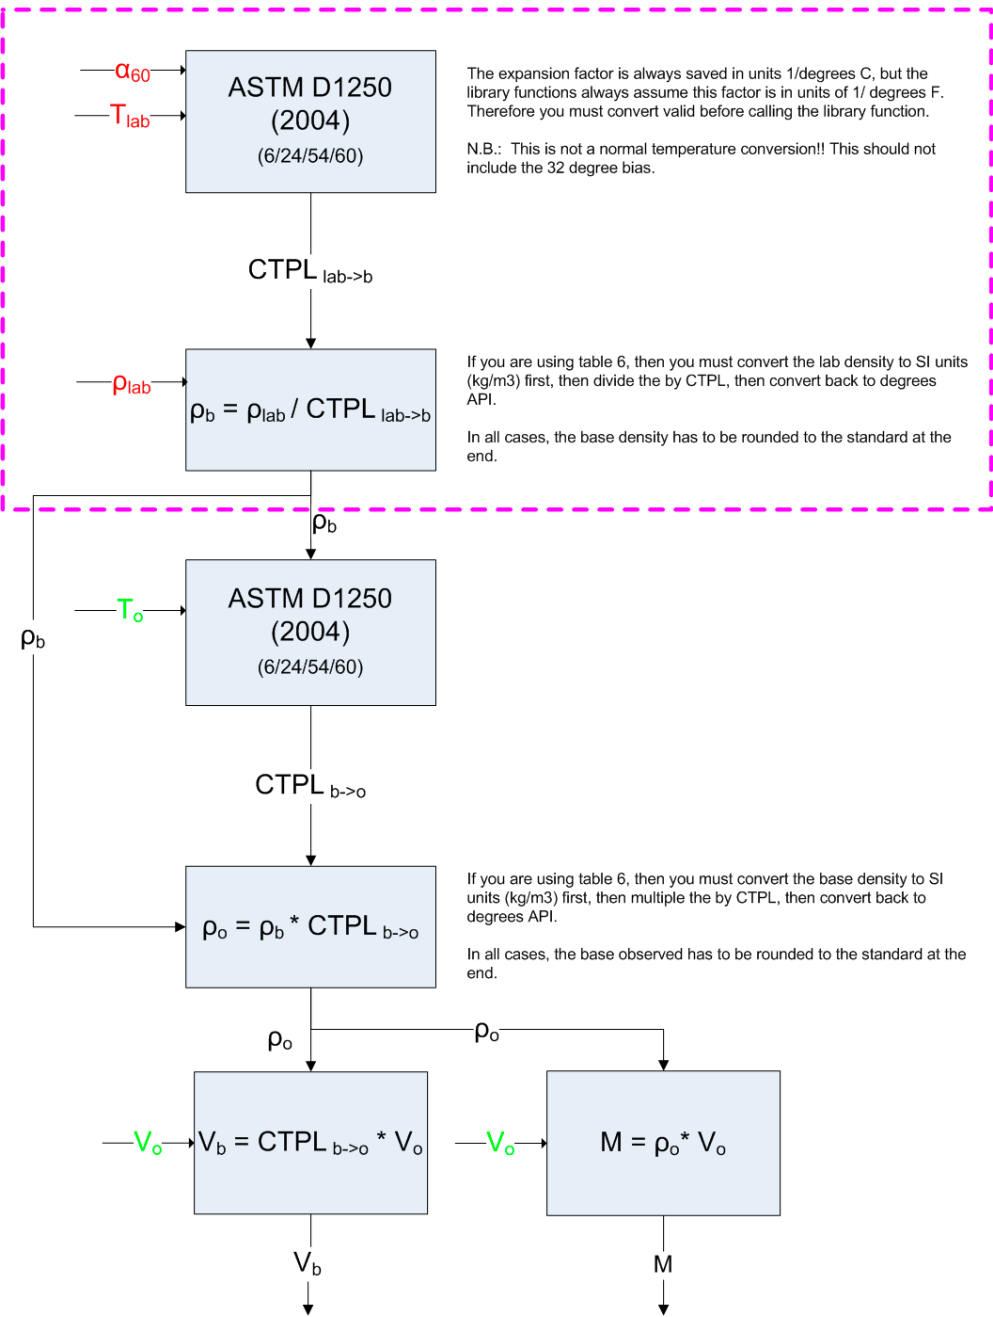 α60
Tlab
ASTM D1250
(2004)
(6/24/54/60)
The expansion factor is always saved in units 1/degrees C, but the
library functions always assume this factor is in units of 1/ degrees F.
Therefore you must convert valid before calling the library function.
N.B.: This is not a normal temperature conversion!! This should not
include the 32 degree bias.
CTPL lab->b
ρlab
ρb = ρlab / CTPL lab->b
If you are using table 6, then you must convert the lab density to SI units
(kg/m3) first, then divide the by CTPL, then convert back to degrees
API.
In all cases, the base density has to be rounded to the standard at the
end.
ρb
ρb
To
ASTM D1250
(2004)
(6/24/54/60)
CTPL b->o
ρo = ρb * CTPL b->o
If you are using table 6, then you must convert the base density to SI
units (kg/m3) first, then multiple the by CTPL, then convert back to
degrees API.
In all cases, the base observed has to be rounded to the standard at the
end.
ρo
ρo
Vo
Vb = CTPL b->o * Vo
Vo
M = ρo* Vo
Vb
M